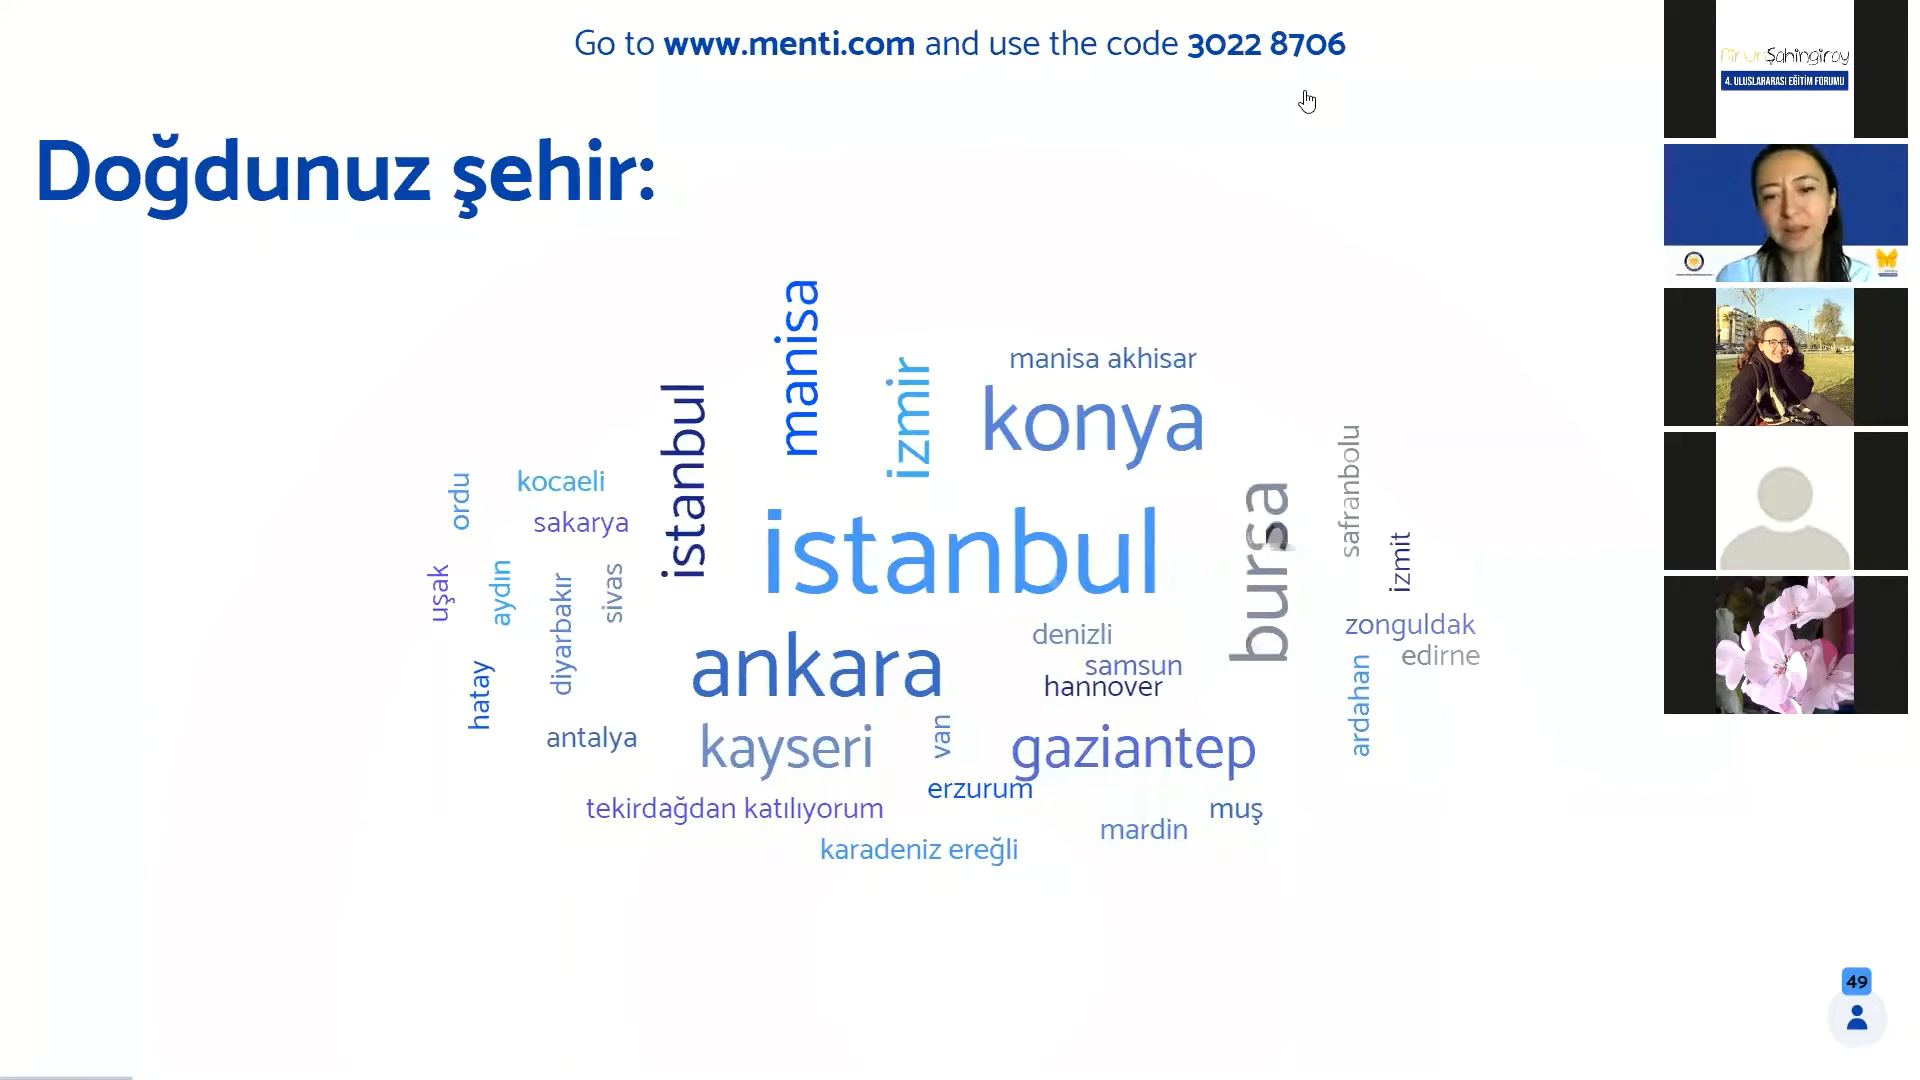 Go to www.menti.com and use the code 3022 8706
Doğdunuz şehir:
manisa
izmir
manisa akhisar
konya
istanbul
safranbolu
ordu
kocaeli
sakarya
istanbul
bursa
izmit
uşak
aydın
diyarbakır
sivas
denizli
zonguldak
samsun
edirne
hannover
ankara
hatay
ardahan
antalya
kayseri
van
gaziantep
erzurum
tekirdağdan katılıyorum
muş
mardin
karadeniz ereğli
NirunŞahingiray
4. ULUSLARARASI EĞİTİM FORUMU
49